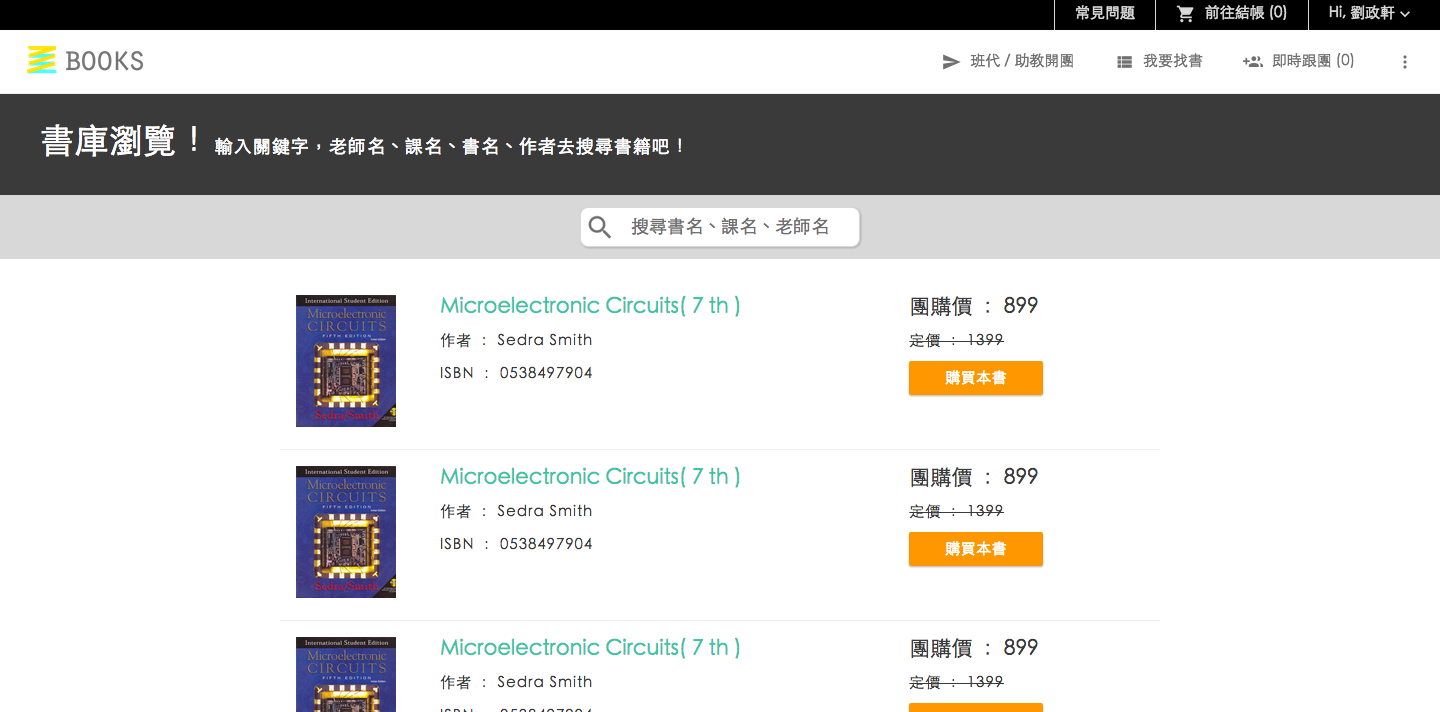 常見問題
前往結帳 (0)
Hi, 劉政軒
BOOKS
班代 / 助教開團
我要找書
即時跟團 (0)
書庫瀏覽！ 輸入關鍵字，老師名、課名、書名、作者去搜尋書籍吧！
搜尋書名、課名、老師名
International Student Edition
Microelectronic
CIRCUITS
FIFTH EDITION
Sedra/Smith
Microelectronic Circuits( 7 th )
作者 ： Sedra Smith
ISBN ： 0538497904
團購價 ： 899
定價 ： 1399
購買本書
International Student Edition
Microelectronic
CIRCUITS
FIFTH EDITION
Sedra/Smith
Microelectronic Circuits( 7 th )
作者 ： Sedra Smith
ISBN ： 0538497904
團購價 ： 899
定價 ： 1399
購買本書
International Student Edition
Microelectronic
CIRCUITS
FIFTH EDITION
Microelectronic Circuits( 7 th )
作者 ： Sedra Smith
ISBN ： 0538497904
團購價 ： 899
定價 ： 1399